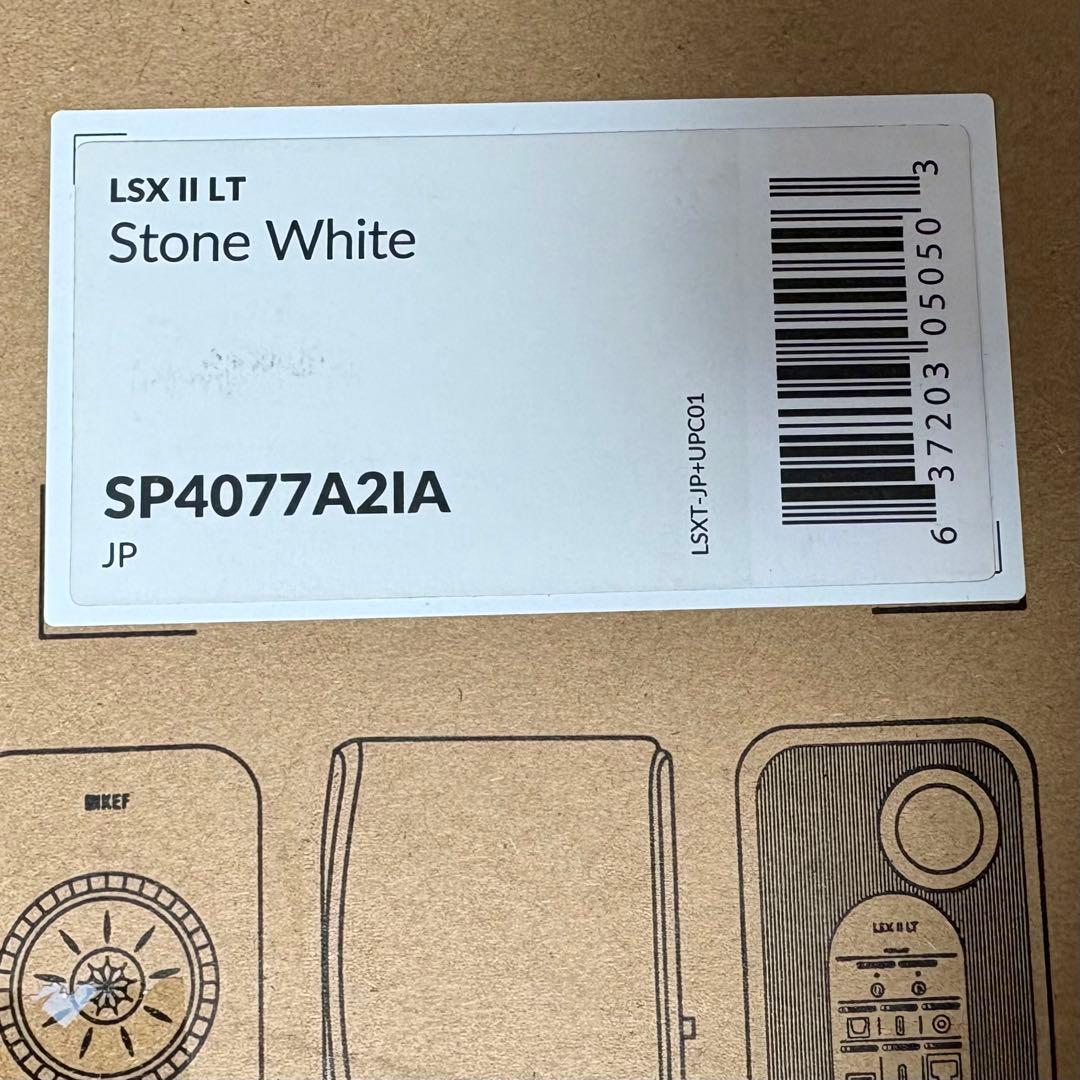 LSX II LT
Stone White
SP4077A2IA
JP
LSXT-JP+UPC01
6 37203 05050 3
KEF
LSX II LT